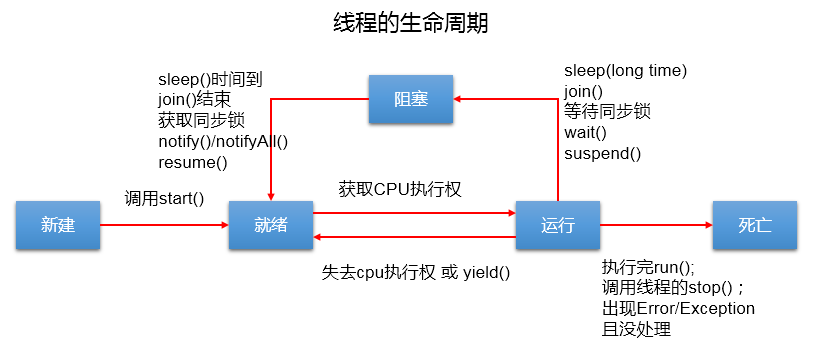 线程的生命周期
sleep()时间到
join()结束
获取同步锁
notify()/notifyAll()
resume()
阻塞
sleep(long time)
join()
等待同步锁
wait()
suspend()
新建
调用start()
就绪
获取CPU执行权
失去cpu执行权 或 yield()
运行
死亡
执行完run();
调用线程的stop() ;
出现Error/Exception
且没处理